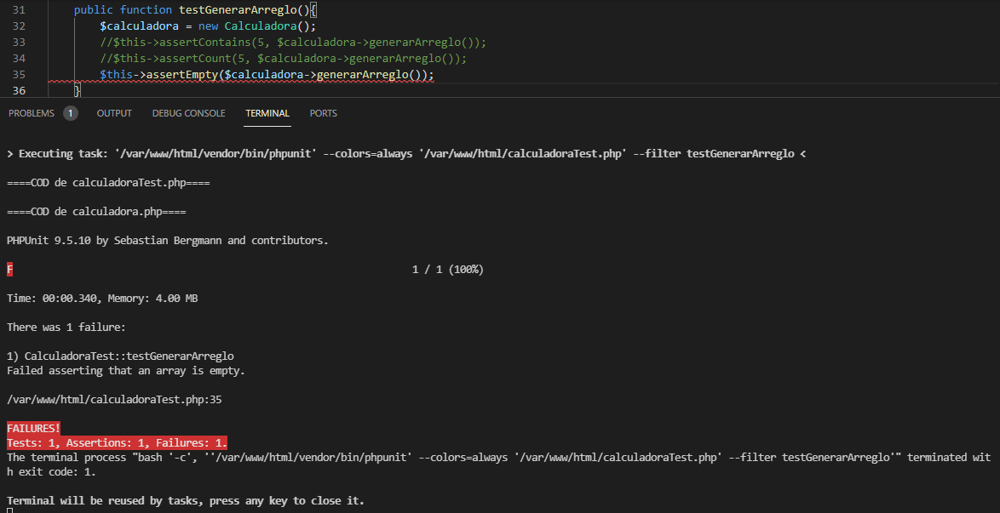 31 public function testGenerarArreglo(){
32 $calculadora = new Calculadora();
33 //$this->assertContains(5, $calculadora->generarArreglo());
34 //$this->assertCount(5, $calculadora->generarArreglo());
35 $this->assertEmpty($calculadora->generarArreglo());
36 }
PROBLEMS 1 OUTPUT DEBUG CONSOLE TERMINAL PORTS
> Executing task: '/var/www/html/vendor/bin/phpunit' --colors=always '/var/www/html/calculadoraTest.php' --filter testGenerarArreglo <
====COD de calculadoraTest.php====
====COD de calculadora.php====
PHPUnit 9.5.10 by Sebastian Bergmann and contributors.
F 1 / 1 (100%)
Time: 00:00.340, Memory: 4.00 MB
There was 1 failure:
1) CalculadoraTest::testGenerarArreglo
Failed asserting that an array is empty.
/var/www/html/calculadoraTest.php:35
FAILURES!
Tests: 1, Assertions: 1, Failures: 1.
The terminal process "bash '-c', ''/var/www/html/vendor/bin/phpunit' --colors=always '/var/www/html/calculadoraTest.php' --filter testGenerarArreglo'" terminated wit
h exit code: 1.
Terminal will be reused by tasks, press any key to close it.